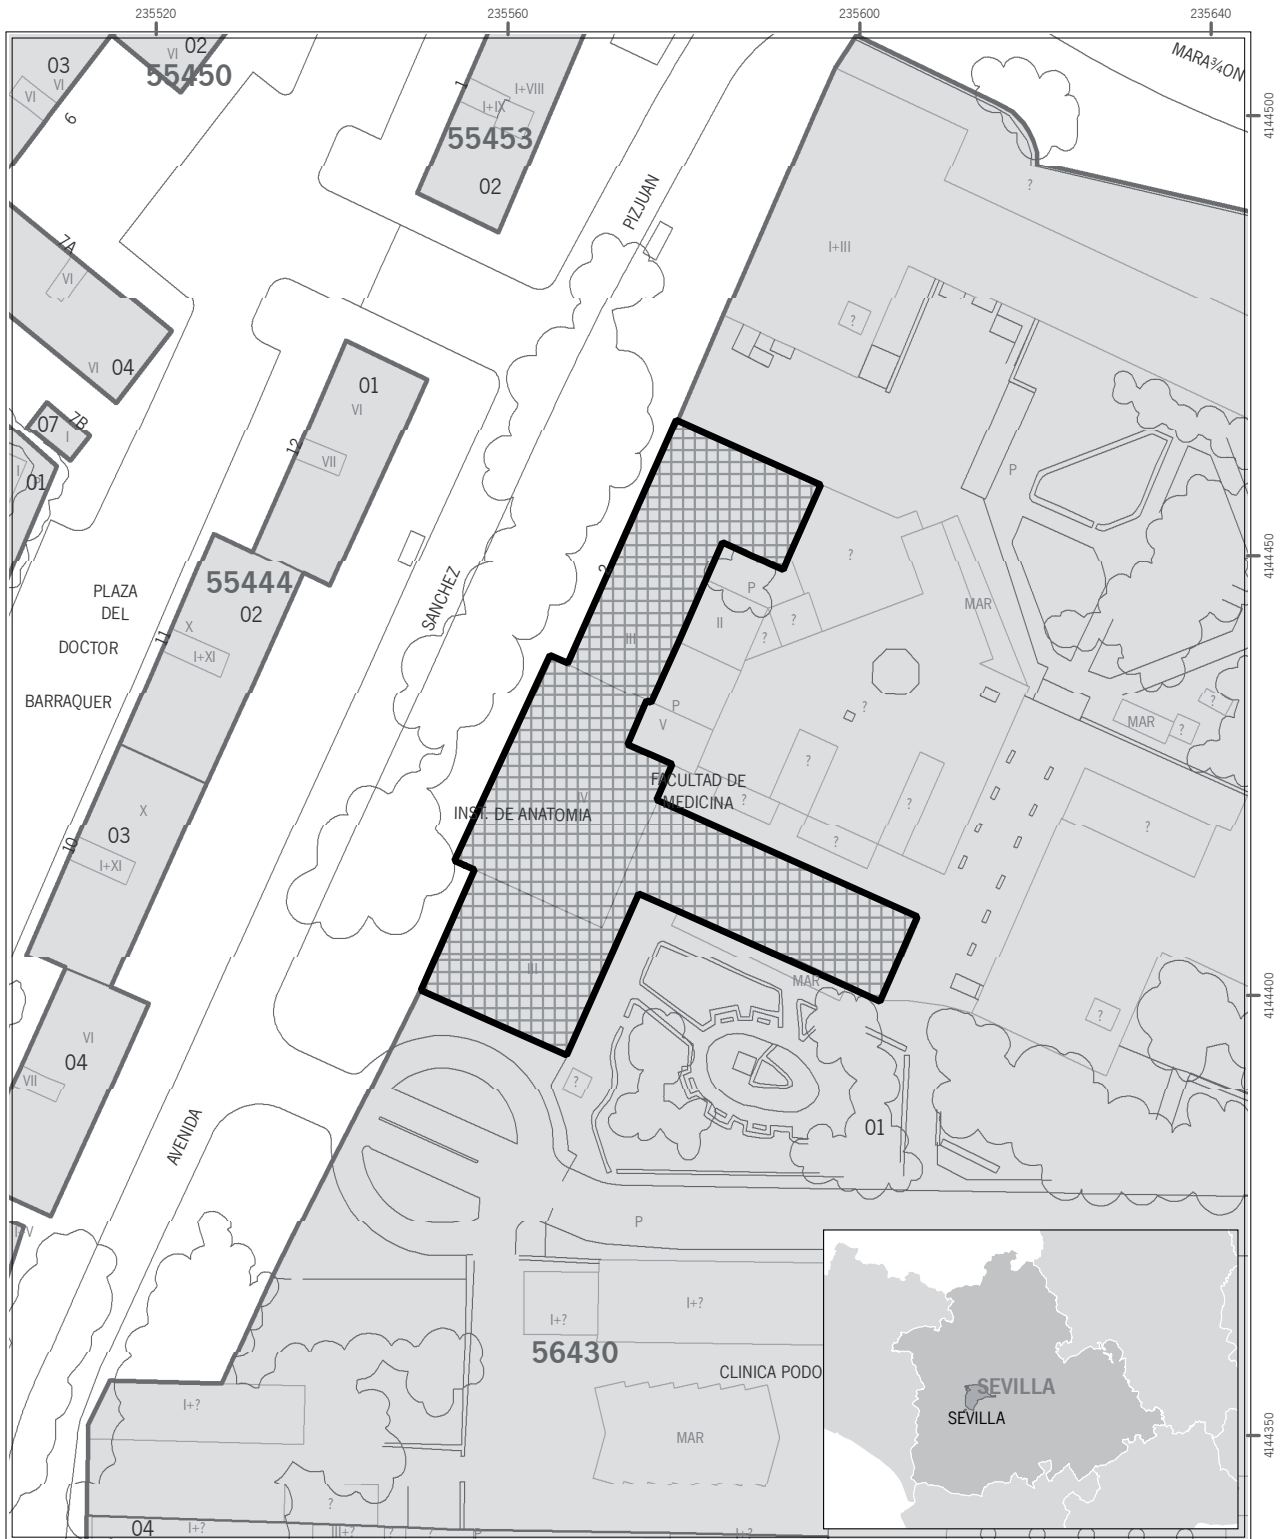 235520
235560
235600
235640
4144500
4144450
4144400
4144350
MARA¾ON
03
VI
VI
6
VI
02
55450
1
I+VIII
I+IX
55453
02
PIZJUAN
?
I+III
?
7A
VI
VI
04
07
7B
I
I
01
01
VI
12
VII
55444
02
X
I+XI
11
PLAZA
DEL
DOCTOR
BARRAQUER
SANCHEZ
2
III
P
?
P
II
?
?
MAR
P
V
?
?
MAR
?
IV
FACULTAD DE
MEDICINA
INST. DE ANATOMIA
?
?
?
?
?
X
03
10
I+XI
III
MAR
?
VI
04
VII
?
01
AVENIDA
P
I+?
I+?
56430
CLINICA PODO
SEVILLA
SEVILLA
I+?
MAR
?
04
I+?
III+?
?
?
P
I+?